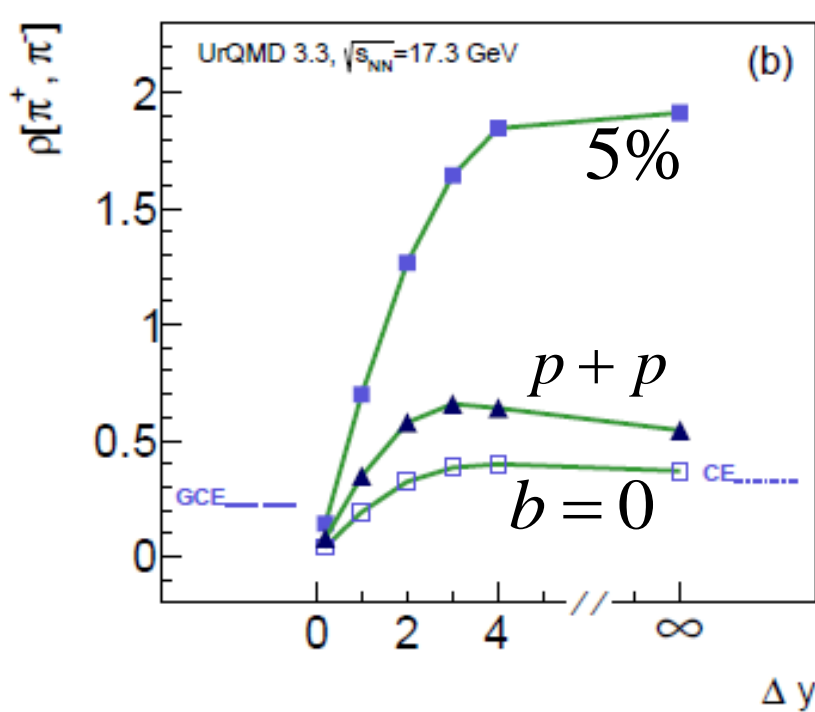 ρ[π⁺, π⁻]
UrQMD 3.3, √s_NN=17.3 GeV
(b)
2
1.5
1
0.5
0
5%
p + p
b = 0
GCE
CE
0 2 4 // ∞
Δ y